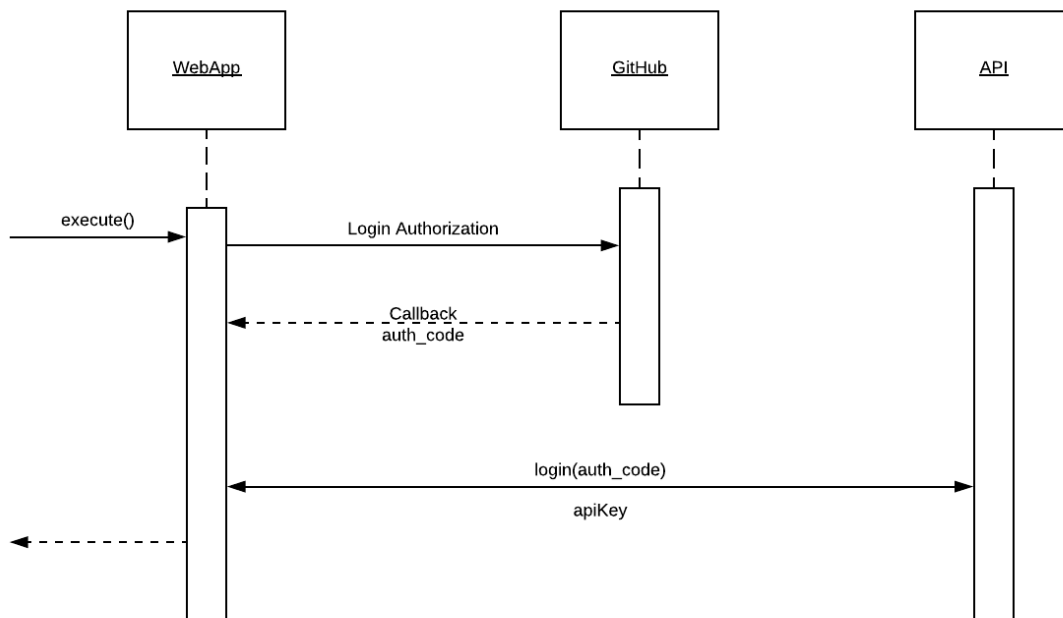 WebApp
GitHub
API
execute()
Login Authorization
Callback
auth_code
login(auth_code)
apiKey